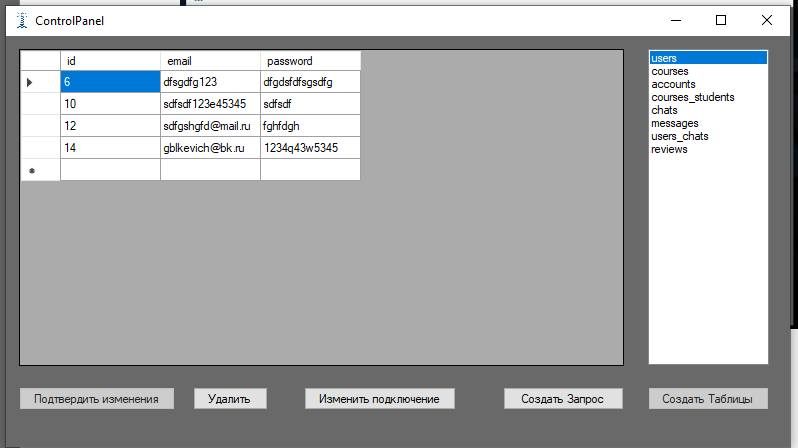 ControlPanel
id email password
6 dfsgdfg123 dfgdsfdfsgsdfg
10 sdfsdf123e45345 sdfsdf
12 sdfgshgfd@mail.ru fghfdgh
14 gblkevich@bk.ru 1234q43w5345
users
courses
accounts
courses_students
chats
messages
users_chats
reviews
Подтвердить изменения Удалить Изменить подключение Создать Запрос Создать Таблицы